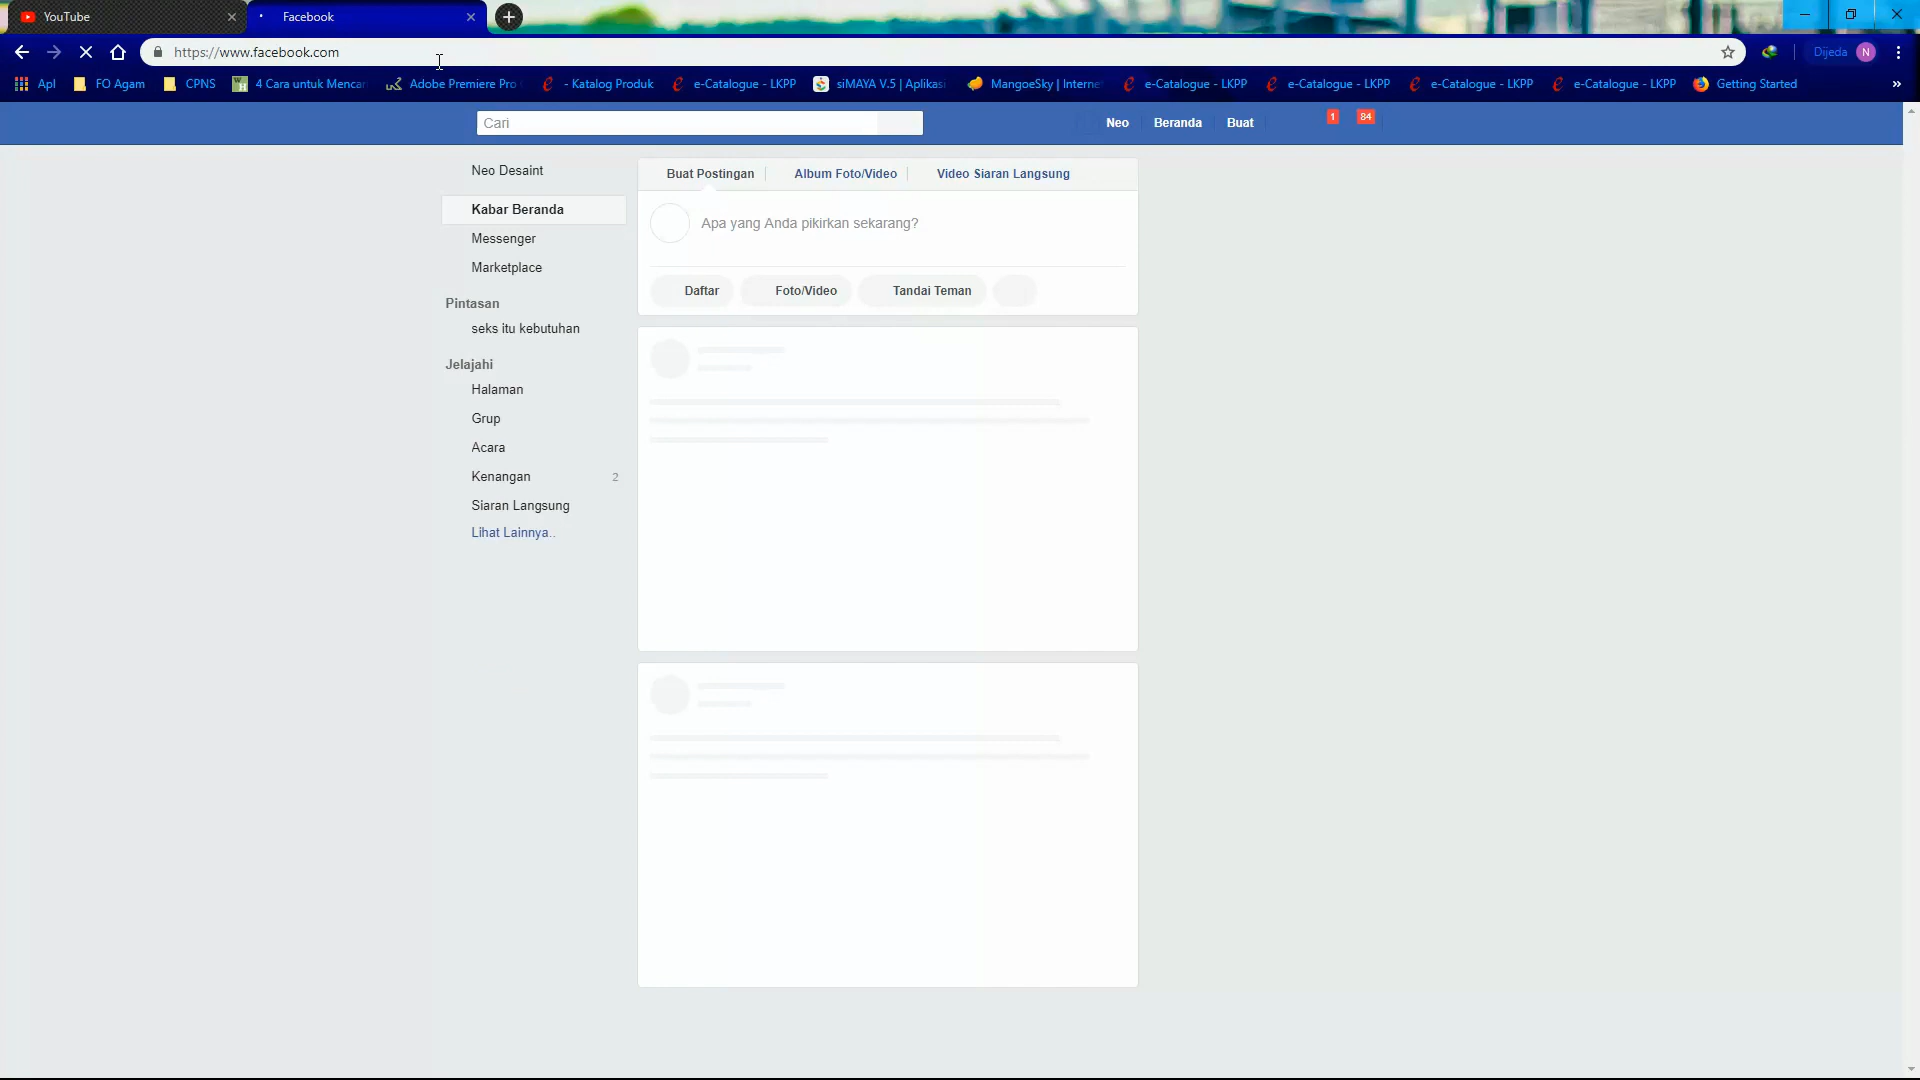 YouTube
Facebook
https://www.facebook.com
Dijeda
N
Apl
FO Agam
CPNS
4 Cara untuk Mencar
Adobe Premiere Pro
- Katalog Produk
e-Catalogue - LKPP
siMAYA V.5 | Aplikasi
MangoeSky | Interne
e-Catalogue - LKPP
e-Catalogue - LKPP
e-Catalogue - LKPP
e-Catalogue - LKPP
Getting Started
Cari
Neo
Beranda
Buat
1
84
Neo Desaint
Kabar Beranda
Messenger
Marketplace
Pintasan
seks itu kebutuhan
Jelajahi
Halaman
Grup
Acara
Kenangan 2
Siaran Langsung
Lihat Lainnya..
Buat Postingan
Album Foto/Video
Video Siaran Langsung
Apa yang Anda pikirkan sekarang?
Daftar
Foto/Video
Tandai Teman